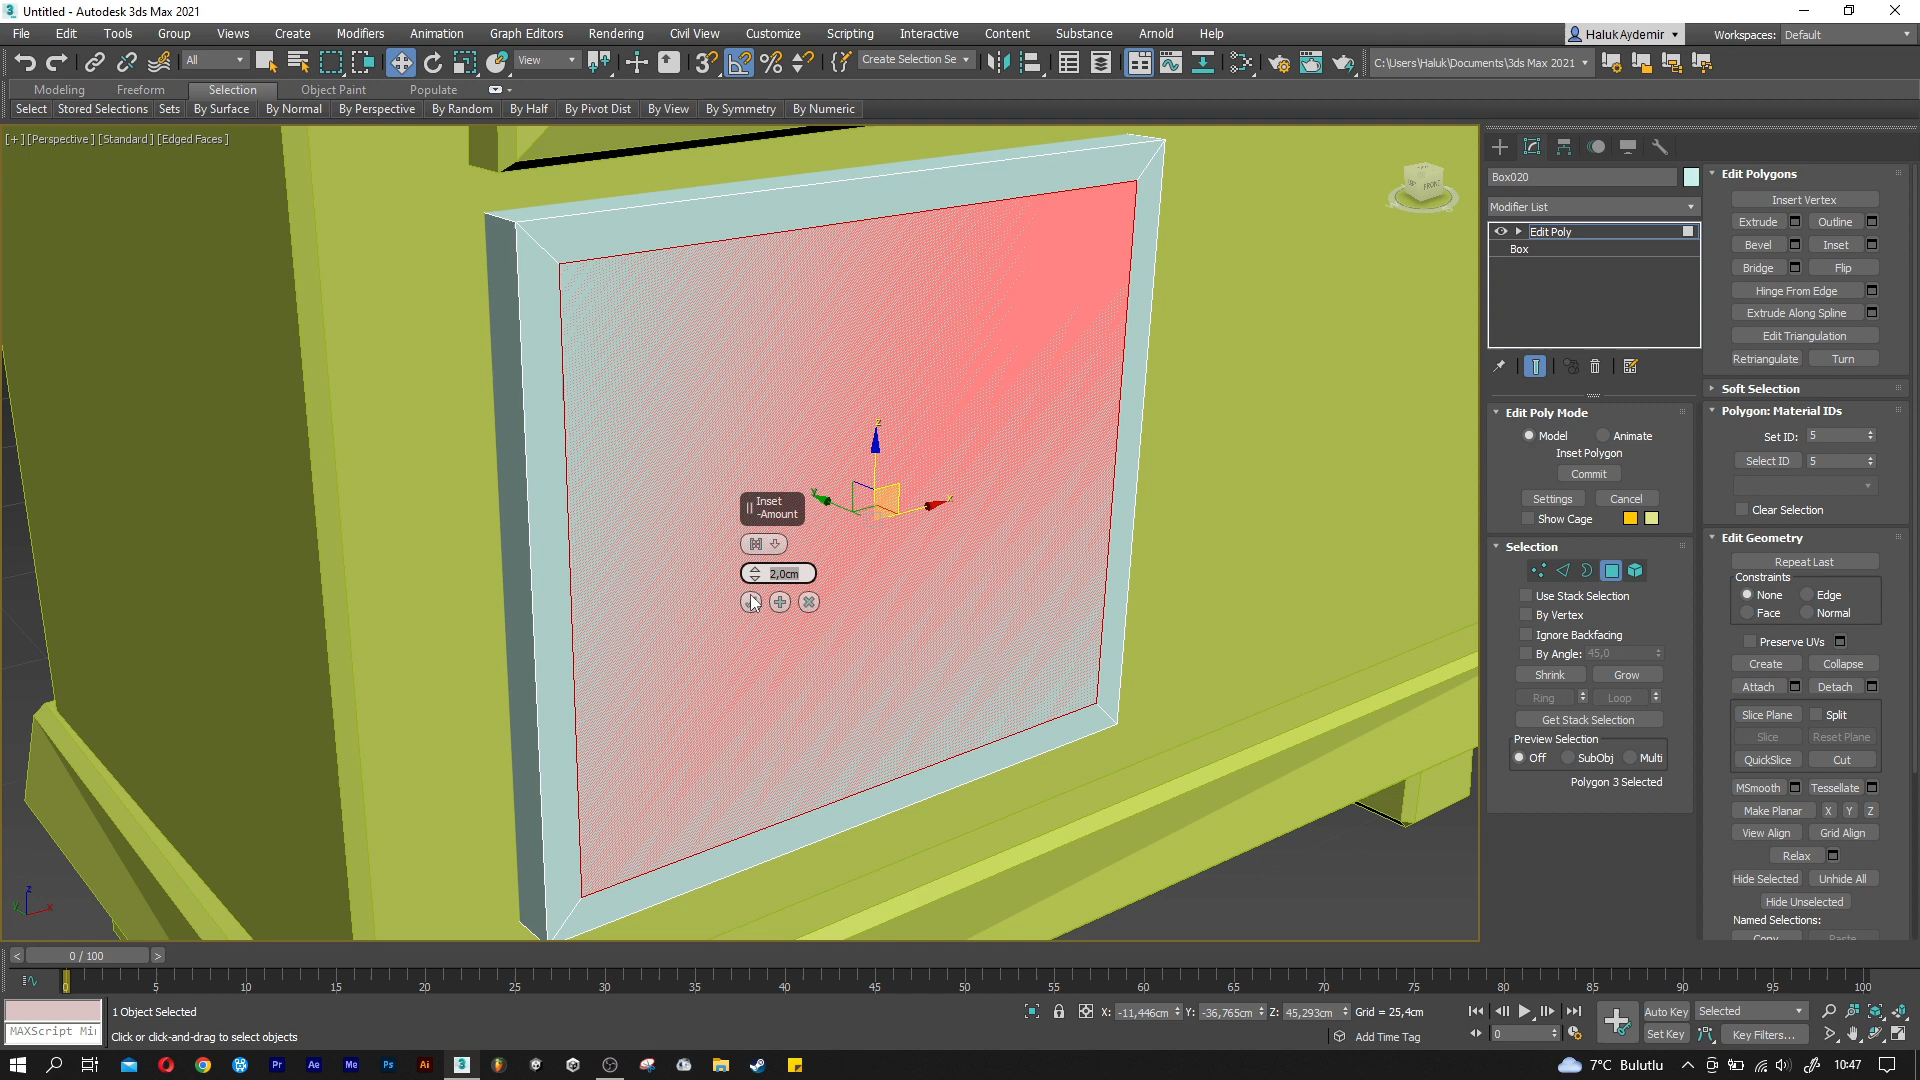 Untitled - Autodesk 3ds Max 2021
File Edit Tools Group Views Create Modifiers Animation Graph Editors Rendering Civil View Customize Scripting Interactive Content Substance Arnold Help
Haluk Aydemir Workspaces: Default
All View Create Selection Se C:\Users\Haluk\Documents\3ds Max 2021
Modeling Freeform Selection Object Paint Populate
Select Stored Selections Sets By Surface By Normal By Perspective By Random By Half By Pivot Dist By View By Symmetry By Numeric
[+] [Perspective ] [Standard ] [Edged Faces ]
Inset
-Amount
2,0cm
FRONT
Box020
Modifier List
Edit Poly
Box
Edit Poly Mode
Model Animate
Inset Polygon
Commit
Settings Cancel
Show Cage
Selection
Use Stack Selection
By Vertex
Ignore Backfacing
By Angle: 45,0
Shrink Grow
Ring Loop
Get Stack Selection
Preview Selection
Off SubObj Multi
Polygon 3 Selected
Edit Polygons
Insert Vertex
Extrude Outline
Bevel Inset
Bridge Flip
Hinge From Edge
Extrude Along Spline
Edit Triangulation
Retriangulate Turn
Soft Selection
Polygon: Material IDs
Set ID: 5
Select ID 5
Clear Selection
Edit Geometry
Repeat Last
Constraints
None Edge
Face Normal
Preserve UVs
Create Collapse
Attach Detach
Slice Plane Split
Slice Reset Plane
QuickSlice Cut
MSmooth Tessellate
Make Planar X Y Z
View Align Grid Align
Relax
Hide Selected Unhide All
Hide Unselected
Named Selections:
Copy Paste
< 0 / 100 >
0 5 10 15 20 25 30 35 40 45 50 55 60 65 70 75 80 85 90 95 100
1 Object Selected
MAXScript Mi
Click or click-and-drag to select objects
X: -11,446cm Y: -36,765cm Z: 45,293cm Grid = 25,4cm
Add Time Tag
0
Auto Key Selected
Set Key Key Filters...
Pr Ae Me Ps Ai 3
7°C Bulutlu 10:47